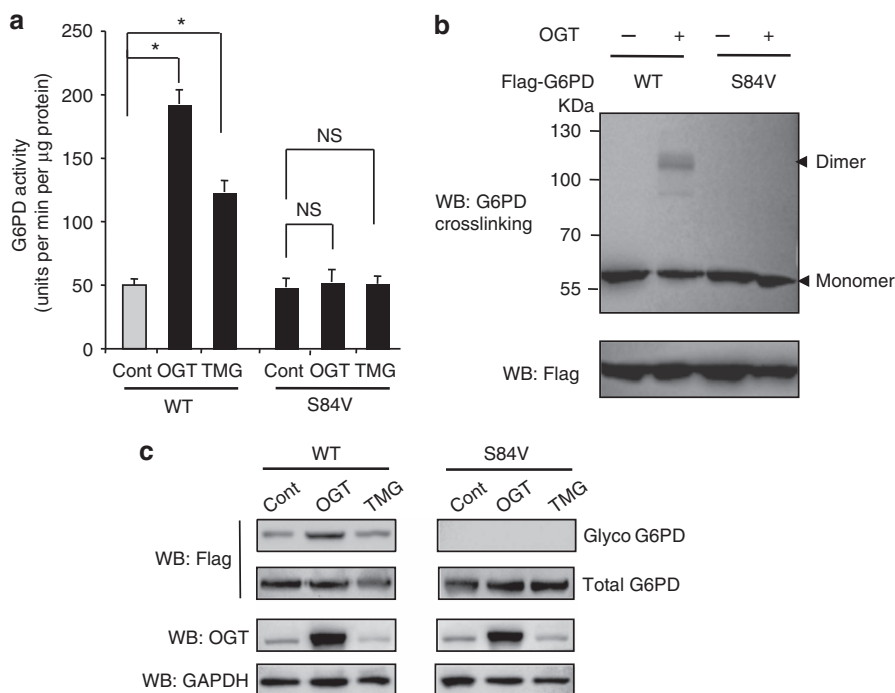 a
250
200
150
100
50
0
G6PD activity
(units per min per µg protein)
*
*
NS
NS
Cont OGT TMG Cont OGT TMG
WT S84V
b
OGT – + – +
Flag-G6PD WT S84V
KDa
130
100
70
55
WB: G6PD
crosslinking
Dimer
Monomer
WB: Flag
c
WT S84V
Cont OGT TMG Cont OGT TMG
WB: Flag
Glyco G6PD
Total G6PD
WB: OGT
WB: GAPDH